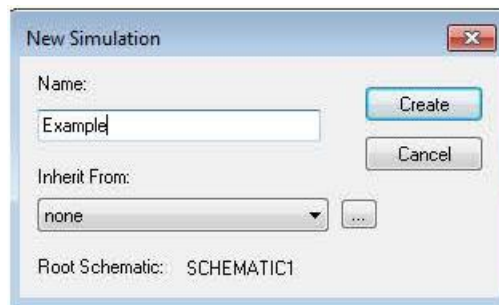 New Simulation
Name:
Example
Create
Cancel
Inherit From:
none
...
Root Schematic: SCHEMATIC1